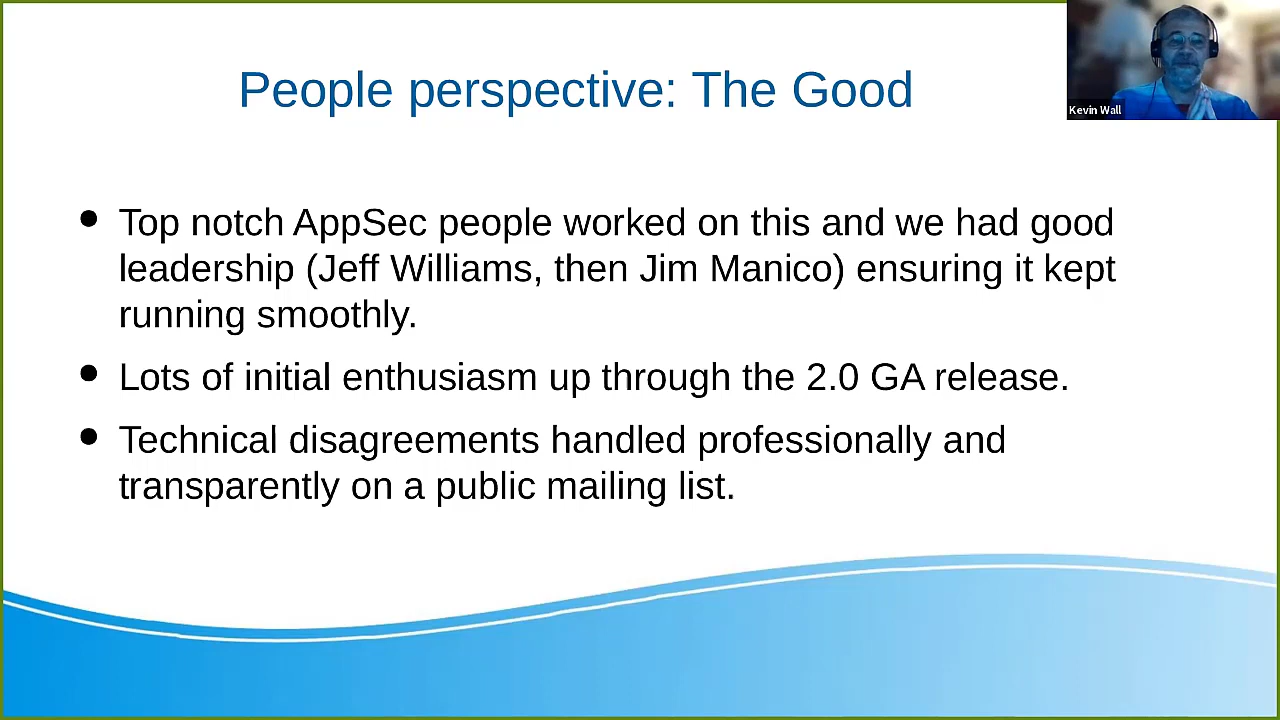 People perspective: The Good
Kevin Wall
● Top notch AppSec people worked on this and we had good
leadership (Jeff Williams, then Jim Manico) ensuring it kept
running smoothly.
● Lots of initial enthusiasm up through the 2.0 GA release.
● Technical disagreements handled professionally and
transparently on a public mailing list.